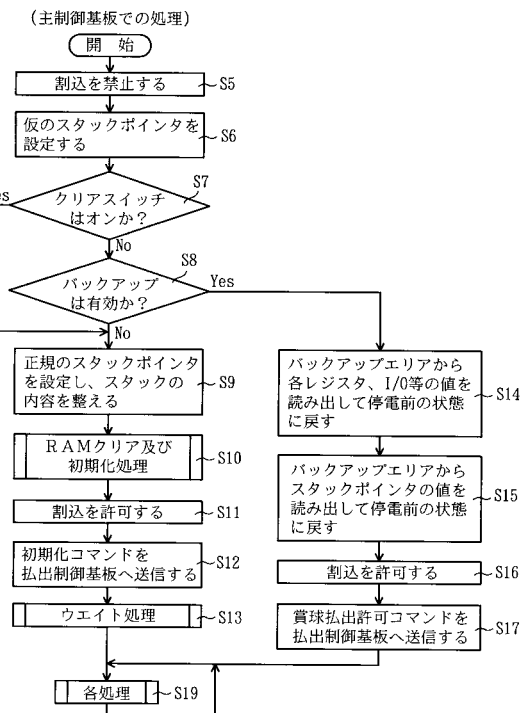 (主制御基板での処理)
開 始
割込を禁止する
S5
仮のスタックポインタを
設定する
S6
S7
クリアスイッチ
はオンか？
es
No
S8
バックアップ
は有効か？
Yes
No
正規のスタックポインタ
を設定し、スタックの
内容を整える
S9
RAMクリア及び
初期化処理
S10
割込を許可する
S11
初期化コマンドを
払出制御基板へ送信する
S12
ウエイト処理
S13
バックアップエリアから
各レジスタ、I/O等の値を
読み出して停電前の状態
に戻す
S14
バックアップエリアから
スタックポインタの値を
読み出して停電前の状態
に戻す
S15
割込を許可する
S16
賞球払出許可コマンドを
払出制御基板へ送信する
S17
各処理
S19